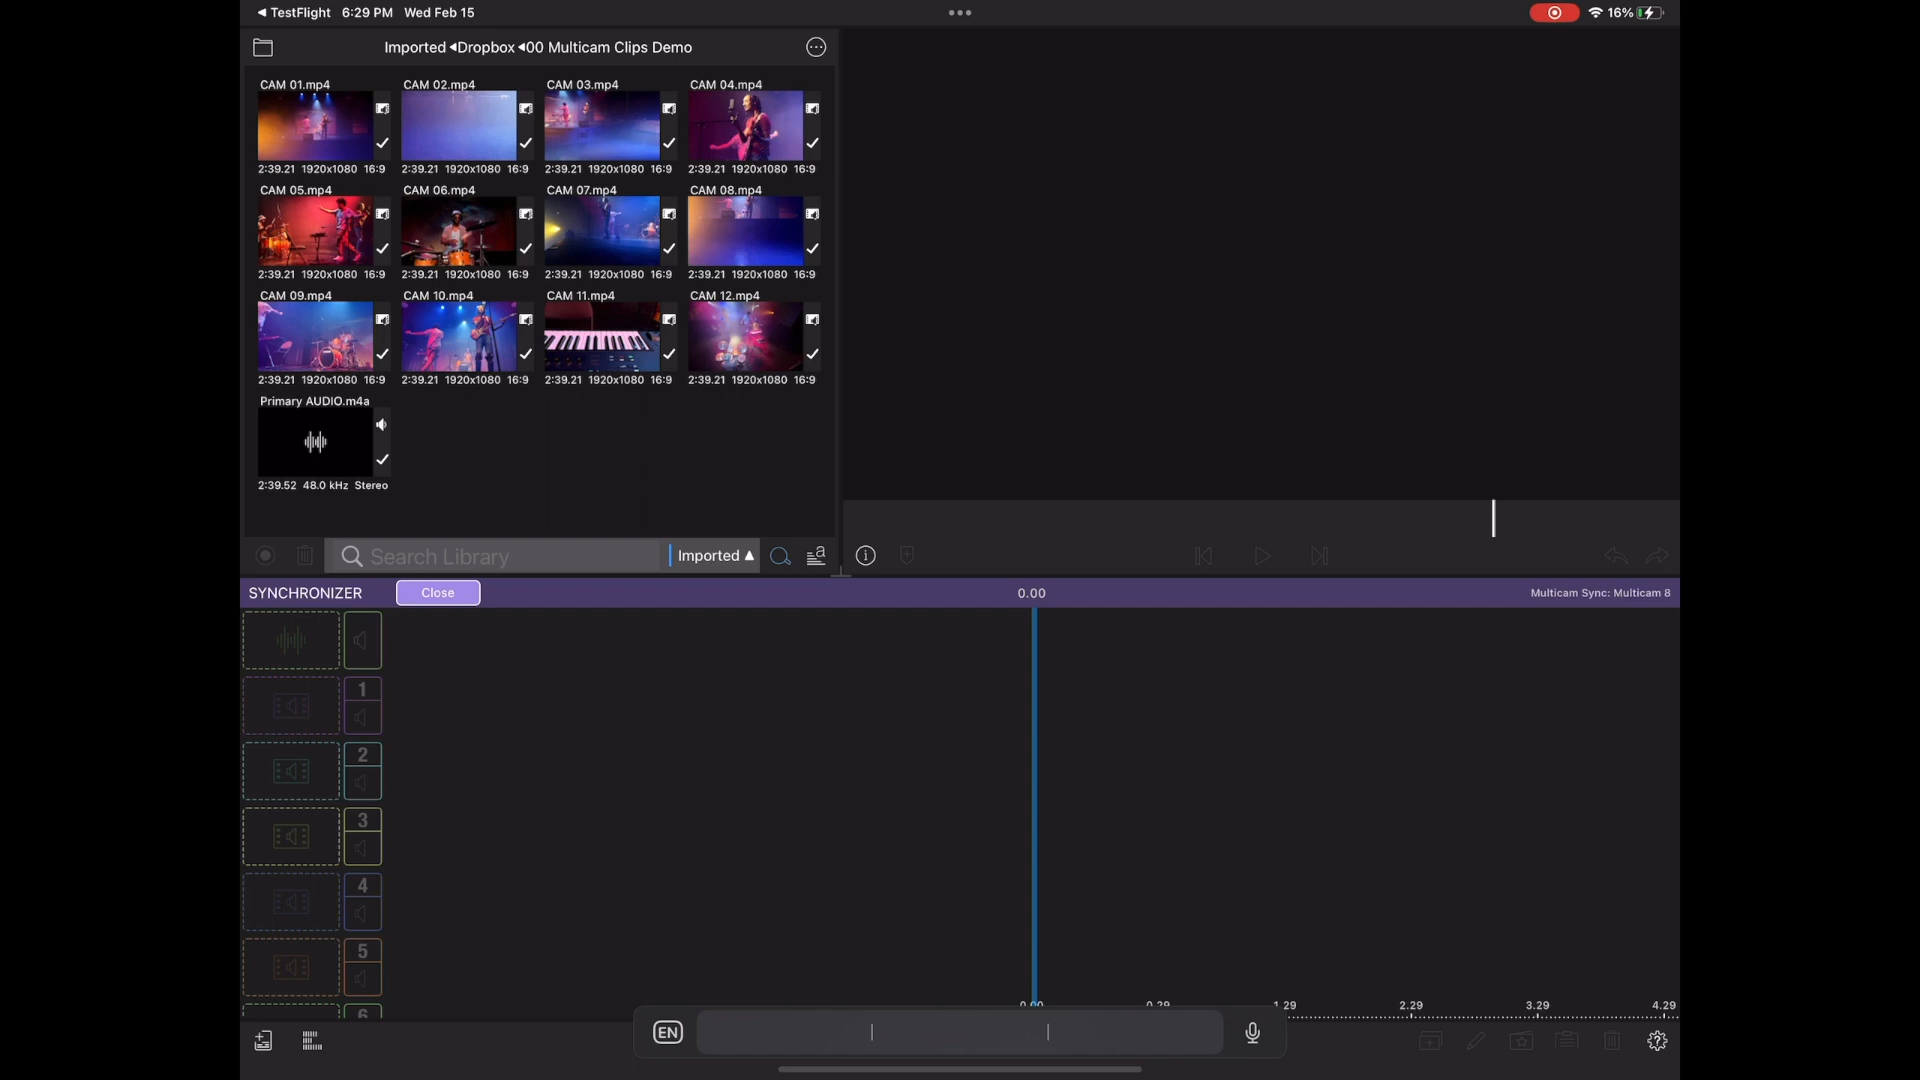 ◀ TestFlight 6:29 PM Wed Feb 15
16%
Imported ◀Dropbox ◀00 Multicam Clips Demo
CAM 01.mp4 CAM 02.mp4 CAM 03.mp4 CAM 04.mp4
2:39.21 1920x1080 16:9 2:39.21 1920x1080 16:9 2:39.21 1920x1080 16:9 2:39.21 1920x1080 16:9
CAM 05.mp4 CAM 06.mp4 CAM 07.mp4 CAM 08.mp4
2:39.21 1920x1080 16:9 2:39.21 1920x1080 16:9 2:39.21 1920x1080 16:9 2:39.21 1920x1080 16:9
CAM 09.mp4 CAM 10.mp4 CAM 11.mp4 CAM 12.mp4
2:39.21 1920x1080 16:9 2:39.21 1920x1080 16:9 2:39.21 1920x1080 16:9 2:39.21 1920x1080 16:9
Primary AUDIO.m4a
2:39.52 48.0 kHz Stereo
Search Library Imported ▲
SYNCHRONIZER Close 0.00 Multicam Sync: Multicam 8
1
2
3
4
5
6
0.00 0.29 1.29 2.29 3.29 4.29
EN